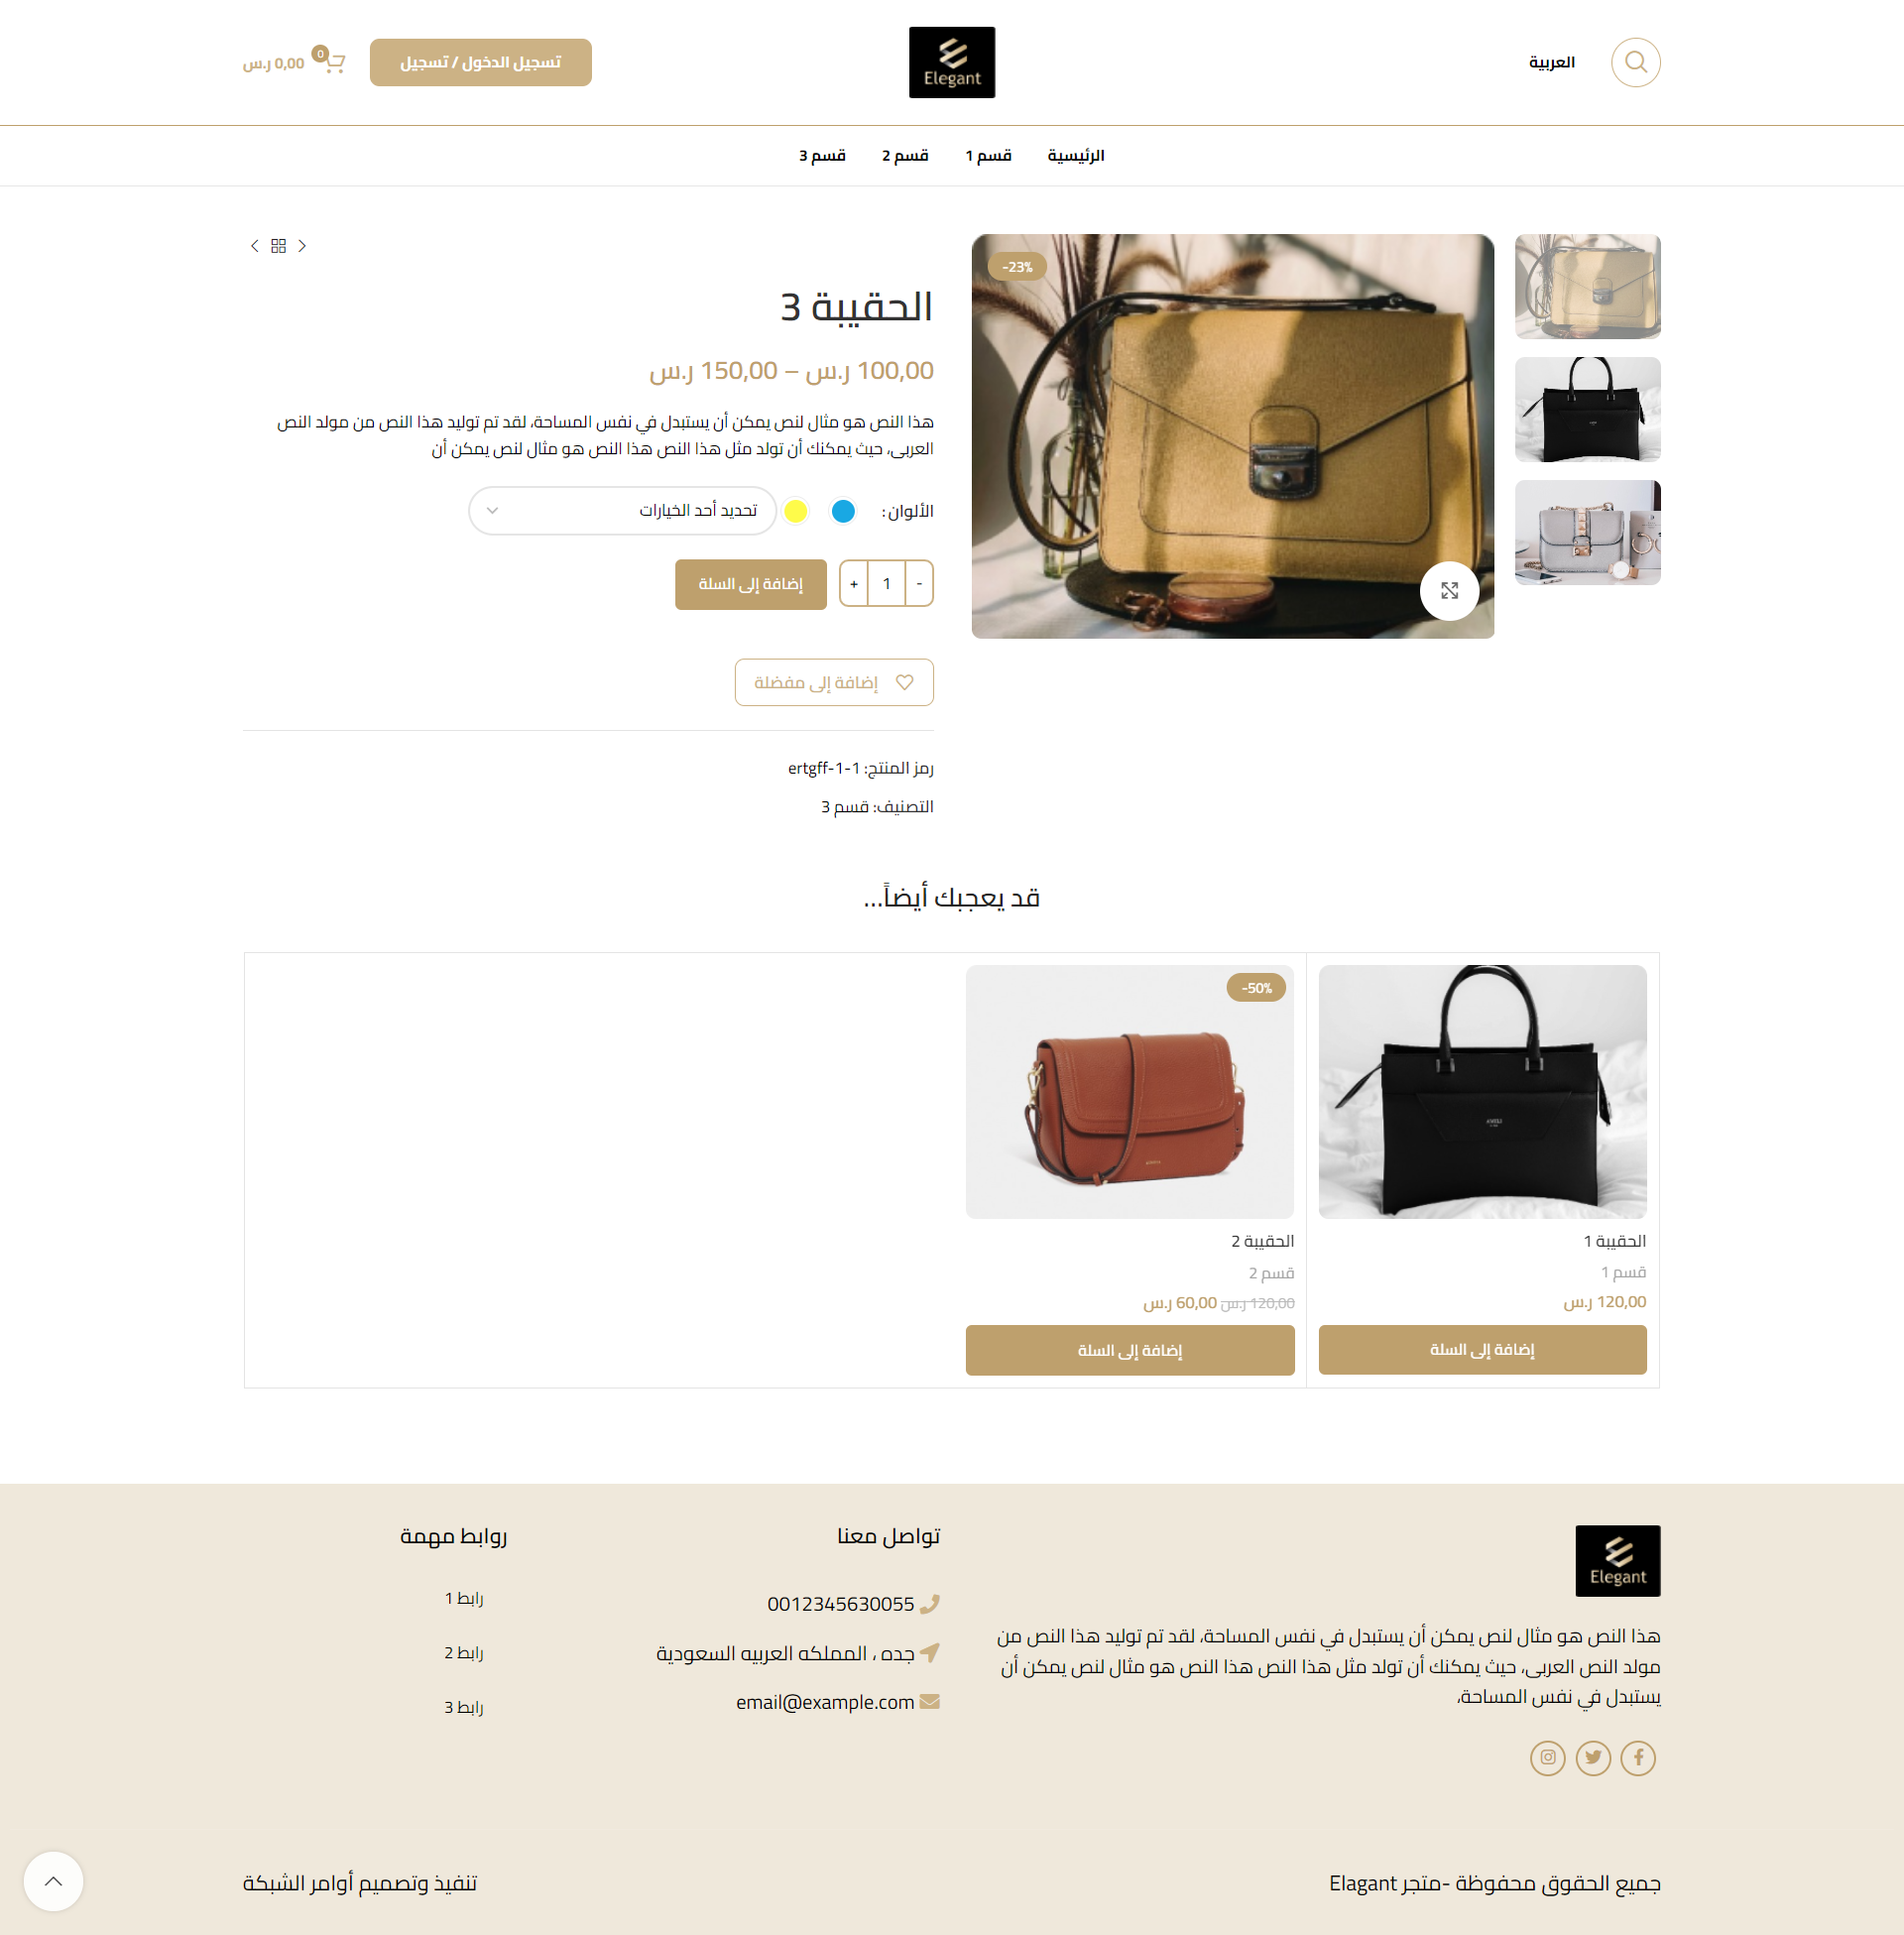 العربية
Elegant
تسجيل الدخول / تسجيل
0
0,00 ر.س
الرئيسية
قسم 1
قسم 2
قسم 3
-23%
الحقيبة 3
100,00 ر.س – 150,00 ر.س
هذا النص هو مثال لنص يمكن أن يستبدل في نفس المساحة، لقد تم توليد هذا النص من مولد النص
العربى، حيث يمكنك أن تولد مثل هذا النص هذا النص هو مثال لنص يمكن أن
الألوان :
تحديد أحد الخيارات
- 1 +
إضافة إلى السلة
إضافة إلى مفضلة
رمز المنتج: ertgff-1-1
التصنيف: قسم 3
قد يعجبك أيضاً...
الحقيبة 1
قسم 1
120,00 ر.س
إضافة إلى السلة
-50%
الحقيبة 2
قسم 2
120,00 ر.س 60,00 ر.س
إضافة إلى السلة
Elegant
هذا النص هو مثال لنص يمكن أن يستبدل في نفس المساحة، لقد تم توليد هذا النص من
مولد النص العربى، حيث يمكنك أن تولد مثل هذا النص هذا النص هو مثال لنص يمكن أن
يستبدل في نفس المساحة،
تواصل معنا
0012345630055
جده ، المملكه العربيه السعودية
email@example.com
روابط مهمة
رابط 1
رابط 2
رابط 3
جميع الحقوق محفوظة -متجر Elagant
تنفيذ وتصميم أوامر الشبكة